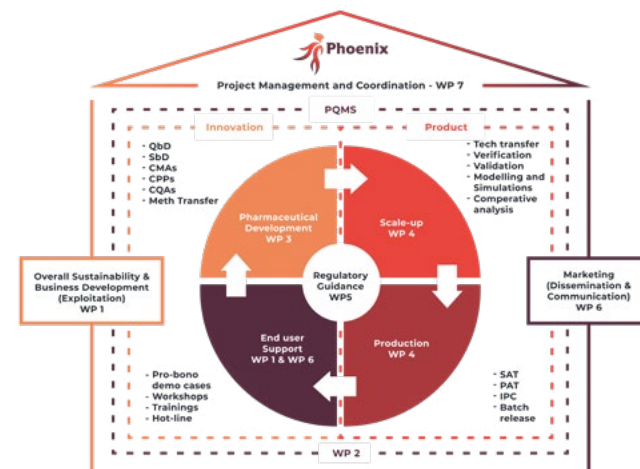 Phoenix
Project Management and Coordination - WP 7
PQMS
Innovation
Product
- QbD
- SbD
- CMAs
- CPPs
- CQAs
- Meth Transfer
- Tech transfer
- Verification
- Validation
- Modelling and
Simulations
- Comperative
analysis
Pharmaceutical
Development
WP 3
Scale-up
WP 4
Overall Sustainability &
Business Development
(Exploitation)
WP 1
Regulatory
Guidance
WP5
Marketing
(Dissemination &
Communication)
WP 6
End user
Support
WP 1 & WP 6
Production
WP 4
- Pro-bono
demo cases
- Workshops
- Trainings
- Hot-line
- SAT
- PAT
- IPC
- Batch
release
WP 2